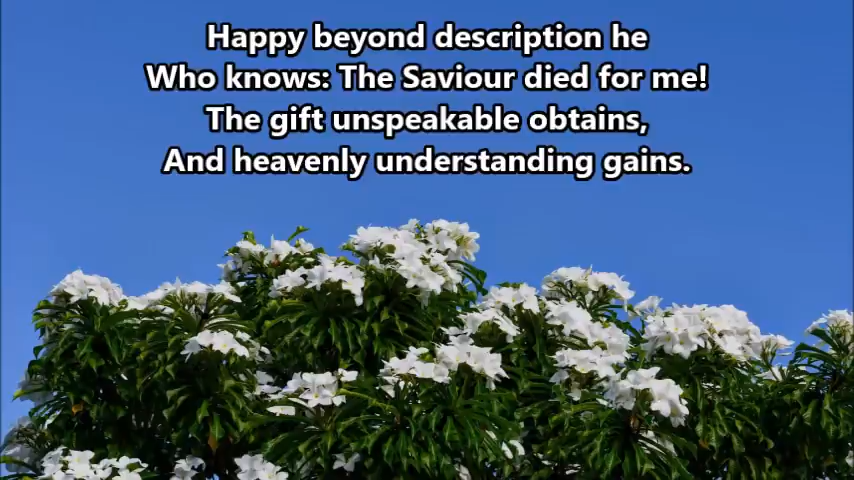 Happy beyond description he
Who knows: The Saviour died for me!
The gift unspeakable obtains,
And heavenly understanding gains.